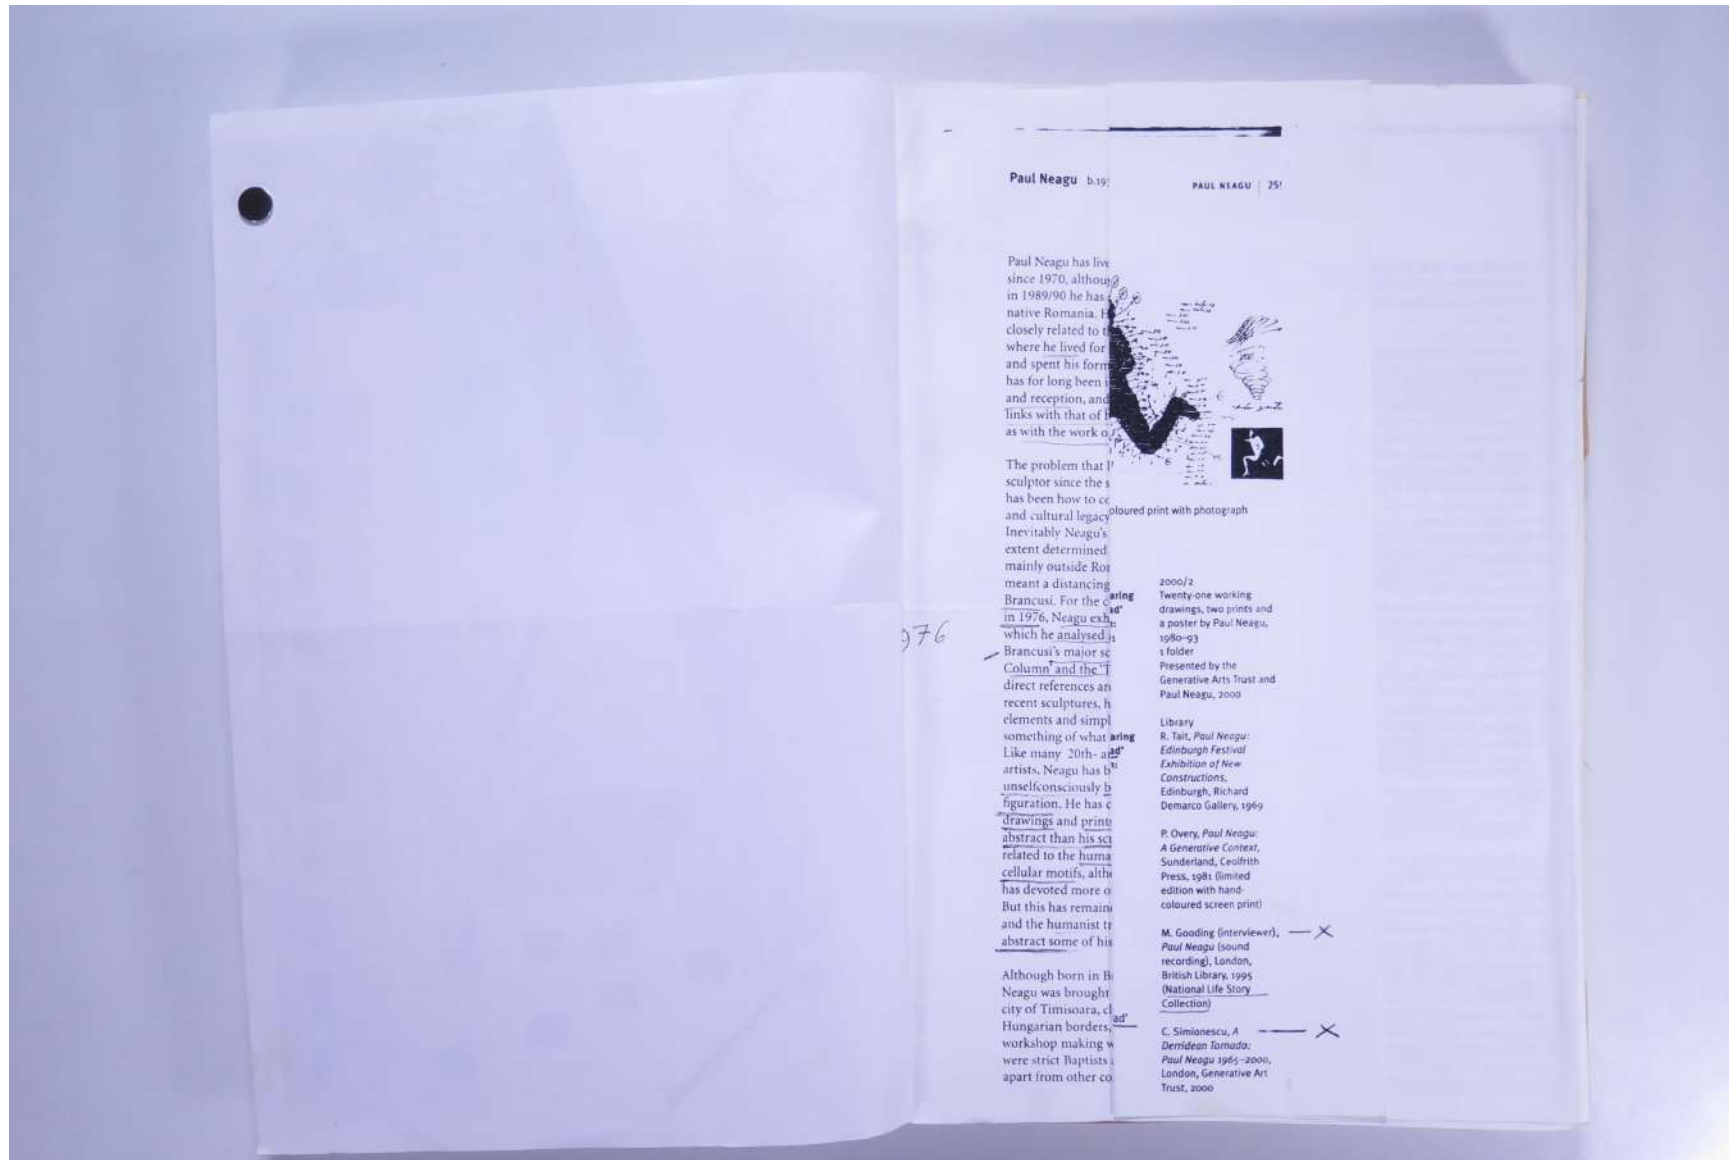 Paul Neagu b.19
PAUL NEAGU | 25
Paul Neagu has live
since 1970, althoug
in 1989/90 he has
native Romania. H
closely related to t
where he lived for
and spent his form
has for long been i
and reception, and
links with that of B
as with the work o
The problem that
sculptor since the s
has been how to co
and cultural legacy
Inevitably Neagu's
extent determined
mainly outside Ro
meant a distancing
Brancusi. For the c
in 1976, Neagu exh
which he analysed i
Brancusi's major sc
Column' and the 'T
direct references an
recent sculptures, h
elements and simpl
something of what
Like many 20th- a
artists, Neagu has b
unselfconsciously b
figuration. He has c
drawings and prints
abstract than his scu
related to the huma
cellular motifs, alth
has devoted more o
But this has remain
and the humanist tr
abstract some of his
Although born in B
Neagu was brought
city of Timisoara, cl
Hungarian borders,
workshop making w
were strict Baptists
apart from other co
976
oloured print with photograph
aring
ad'
aring
ad'
ad'
2000/2
Twenty-one working
drawings, two prints and
a poster by Paul Neagu,
1980–93
1 folder
Presented by the
Generative Arts Trust and
Paul Neagu, 2000
Library
R. Tait, Paul Neagu:
Edinburgh Festival
Exhibition of New
Constructions,
Edinburgh, Richard
Demarco Gallery, 1969
P. Overy, Paul Neagu:
A Generative Context,
Sunderland, Ceolfrith
Press, 1981 (limited
edition with hand-
coloured screen print)
M. Gooding (interviewer),
Paul Neagu (sound
recording), London,
British Library, 1995
(National Life Story
Collection)
C. Simionescu, A
Derridean Tornado:
Paul Neagu 1965–2000,
London, Generative Art
Trust, 2000